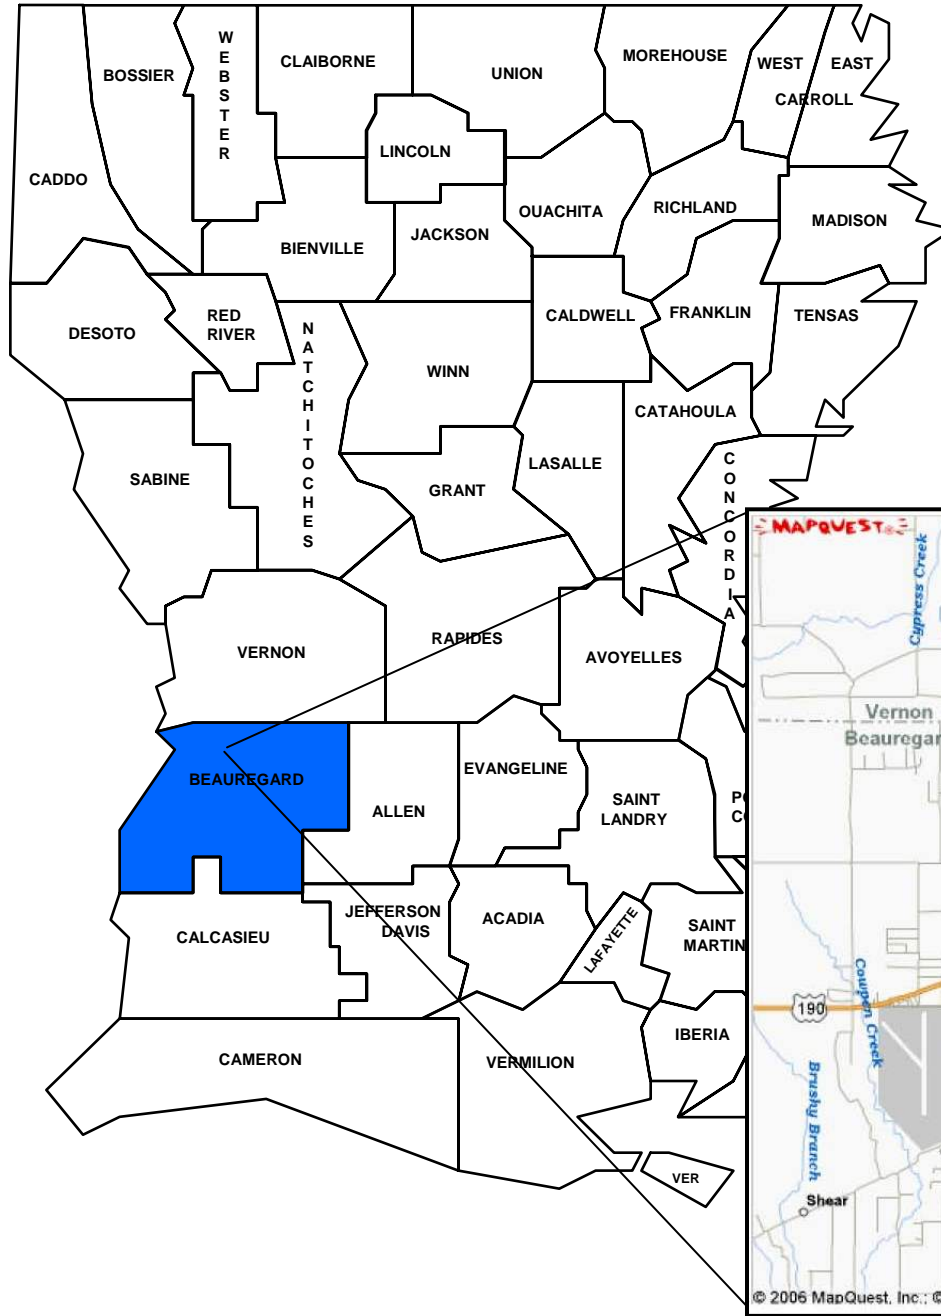 WEBSTER
BOSSIER
CLAIBORNE
UNION
MOREHOUSE
WEST
EAST
CARROLL
CADDO
LINCOLN
OUACHITA
RICHLAND
MADISON
BIENVILLE
JACKSON
DESOTO
RED
RIVER
NATCHITOCHES
CALDWELL
FRANKLIN
TENSAS
WINN
CATAHOULA
SABINE
GRANT
LASALLE
CONCORDIA
VERNON
RAPIDES
AVOYELLES
BEAUREGARD
ALLEN
EVANGELINE
SAINT
LANDRY
JEFFERSON
DAVIS
ACADIA
LAFAYETTE
SAINT
MARTIN
CALCASIEU
CAMERON
VERMILION
IBERIA
VER
MAPQUEST®
Cypress Creek
Vernon
Beauregar
190
Cowpen Creek
Brushy Branch
Shear
© 2006 MapQuest, Inc.; ©